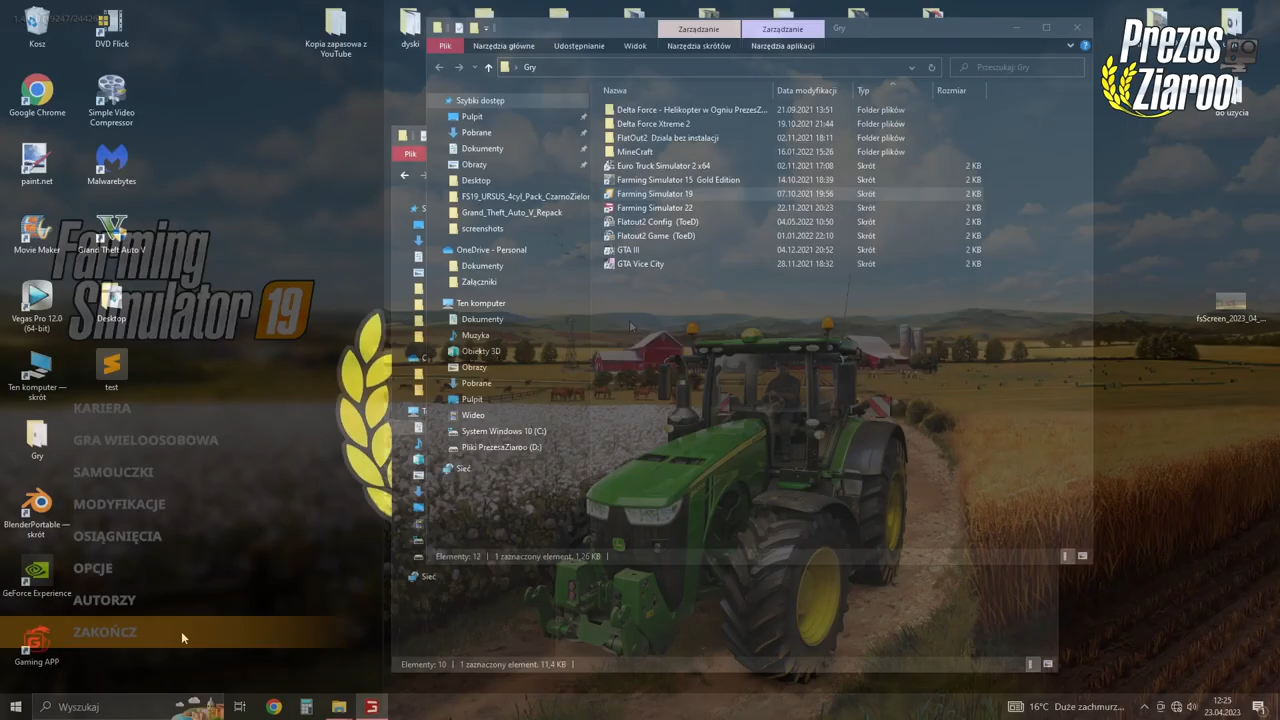 Kosz
DVD Flick
Kopia zapasowa z
YouTube
dyski
Google Chrome
Simple Video
Compressor
paint.net
Malwarebytes
Movie Maker
Grand Theft Auto V
Vegas Pro 12.0
(64-bit)
Desktop
Ten komputer —
skrót
test
Gry
BlenderPortable —
skrót
GeForce Experience
Gaming APP
Farming
Simulator 19
KARIERA
GRA WIELOOSOBOWA
SAMOUCZKI
MODYFIKACJE
OSIĄGNIĘCIA
OPCJE
AUTORZY
ZAKOŃCZ
Zarządzanie
Zarządzanie
Gry
Plik
Narzędzia główne
Udostępnianie
Widok
Narzędzia skrótów
Narzędzia aplikacji
Gry
Przeszukaj: Gry
Plik
Szybki dostęp
Pulpit
Pobrane
Dokumenty
Obrazy
Desktop
FS19_URSUS_4cyl_Pack_CzarnoZielon
Grand_Theft_Auto_V_Repack
screenshots
OneDrive - Personal
Dokumenty
Załączniki
Ten komputer
Dokumenty
Muzyka
Obiekty 3D
Obrazy
Pobrane
Pulpit
Wideo
System Windows 10 (C:)
Pliki PrezesaZiaroo (D:)
Sieć
Nazwa Data modyfikacji Typ Rozmiar
Delta Force - Helikopter w Ogniu PrezesZ... 21.09.2021 13:51 Folder plików
Delta Force Xtreme 2 19.10.2021 21:44 Folder plików
FlatOut2 Dziala bez instalacji 02.11.2021 18:11 Folder plików
MineCraft 16.01.2022 15:26 Folder plików
Euro Truck Simulator 2 x64 02.11.2021 17:08 Skrót 2 KB
Farming Simulator 15 Gold Edition 14.10.2021 18:39 Skrót 2 KB
Farming Simulator 19 07.10.2021 19:56 Skrót 2 KB
Farming Simulator 22 22.11.2021 20:23 Skrót 2 KB
Flatout2 Config (ToeD) 04.05.2022 10:50 Skrót 2 KB
Flatout2 Game (ToeD) 01.01.2022 22:10 Skrót 2 KB
GTA III 04.12.2021 20:52 Skrót 2 KB
GTA Vice City 28.11.2021 18:32 Skrót 2 KB
Elementy: 12 1 zaznaczony element. 1,26 KB
Sieć
Elementy: 10 1 zaznaczony element. 11,4 KB
Prezes
Ziaroo
do uzycia
fsScreen_2023_04_...
Wyszukaj
16°C Duże zachmurz...
12:25
23.04.2023